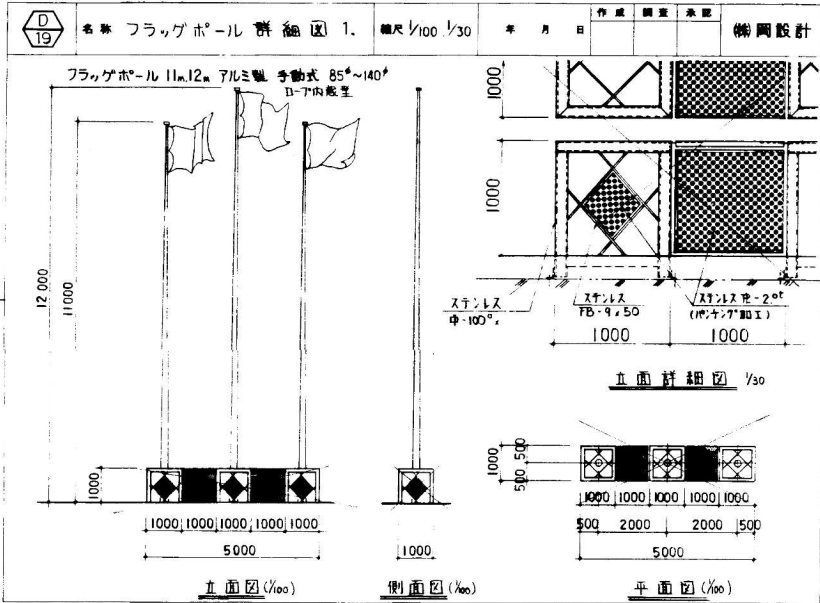 D
19
名称 フラッグポール 詳細図 1.
縮尺 1/100 1/30
年 月 日
作成 調査 承認
㈱岡設計
フラッグポール 11m.12m アルミ製 手動式 85φ~140φ
ロープ内蔵型
12000
11000
1000
1000 1000 1000 1000 1000
5000
立面図 (1/100)
1000
側面図 (1/100)
1000
1000
ステンレス
ステンレス
FB-9×50
ステンレス
(パンチング加工)
1000 1000
立面詳細図 1/30
1000
500 500
1000 1000 1000 1000 1000
500 2000 2000 500
5000
平面図 (1/100)